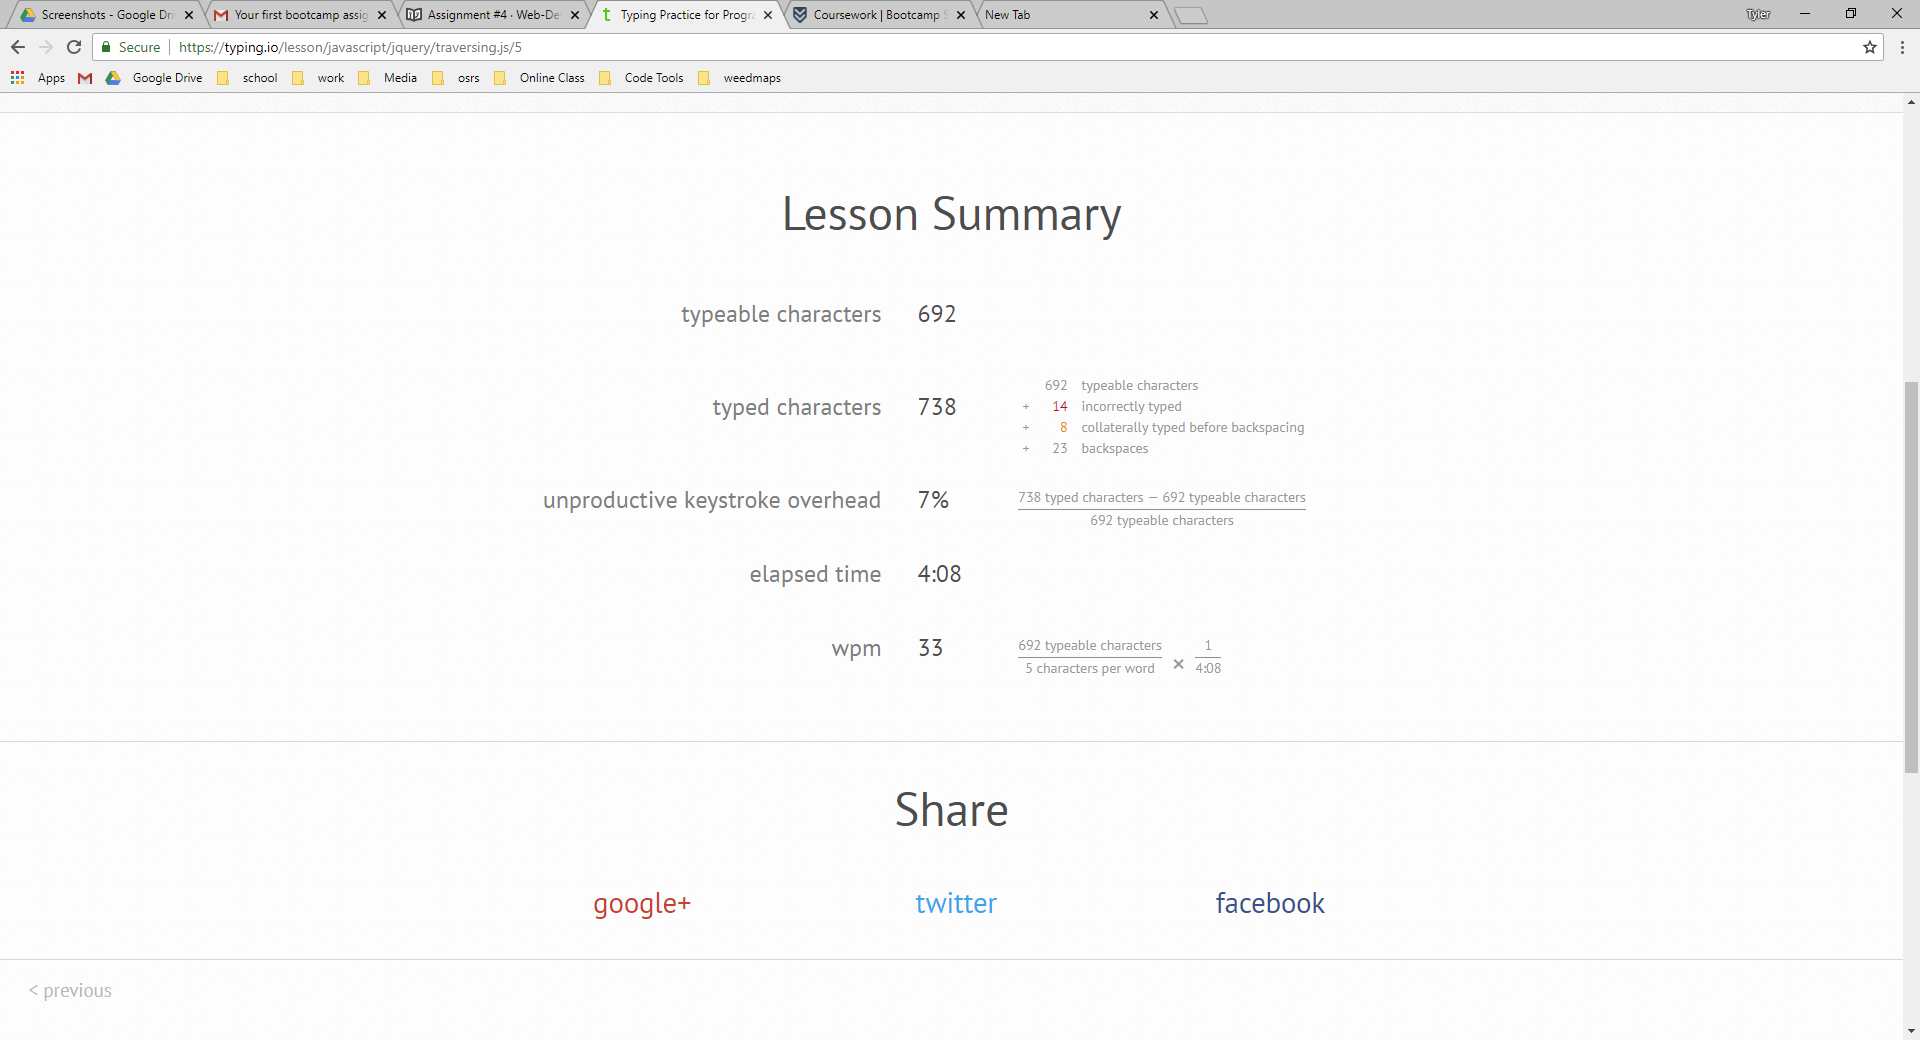 Screenshots - Google Dri
Your first bootcamp assig
Assignment #4 · Web-De
Typing Practice for Progra
Coursework | Bootcamp S
New Tab
Tyler
Secure
https://typing.io/lesson/javascript/jquery/traversing.js/5
Apps
Google Drive
school
work
Media
osrs
Online Class
Code Tools
weedmaps
Lesson Summary
typeable characters 692
typed characters 738
692 typeable characters
+ 14 incorrectly typed
+ 8 collaterally typed before backspacing
+ 23 backspaces
unproductive keystroke overhead 7%
738 typed characters − 692 typeable characters
692 typeable characters
elapsed time 4:08
wpm 33
692 typeable characters
5 characters per word
×
1
4:08
Share
google+
twitter
facebook
< previous